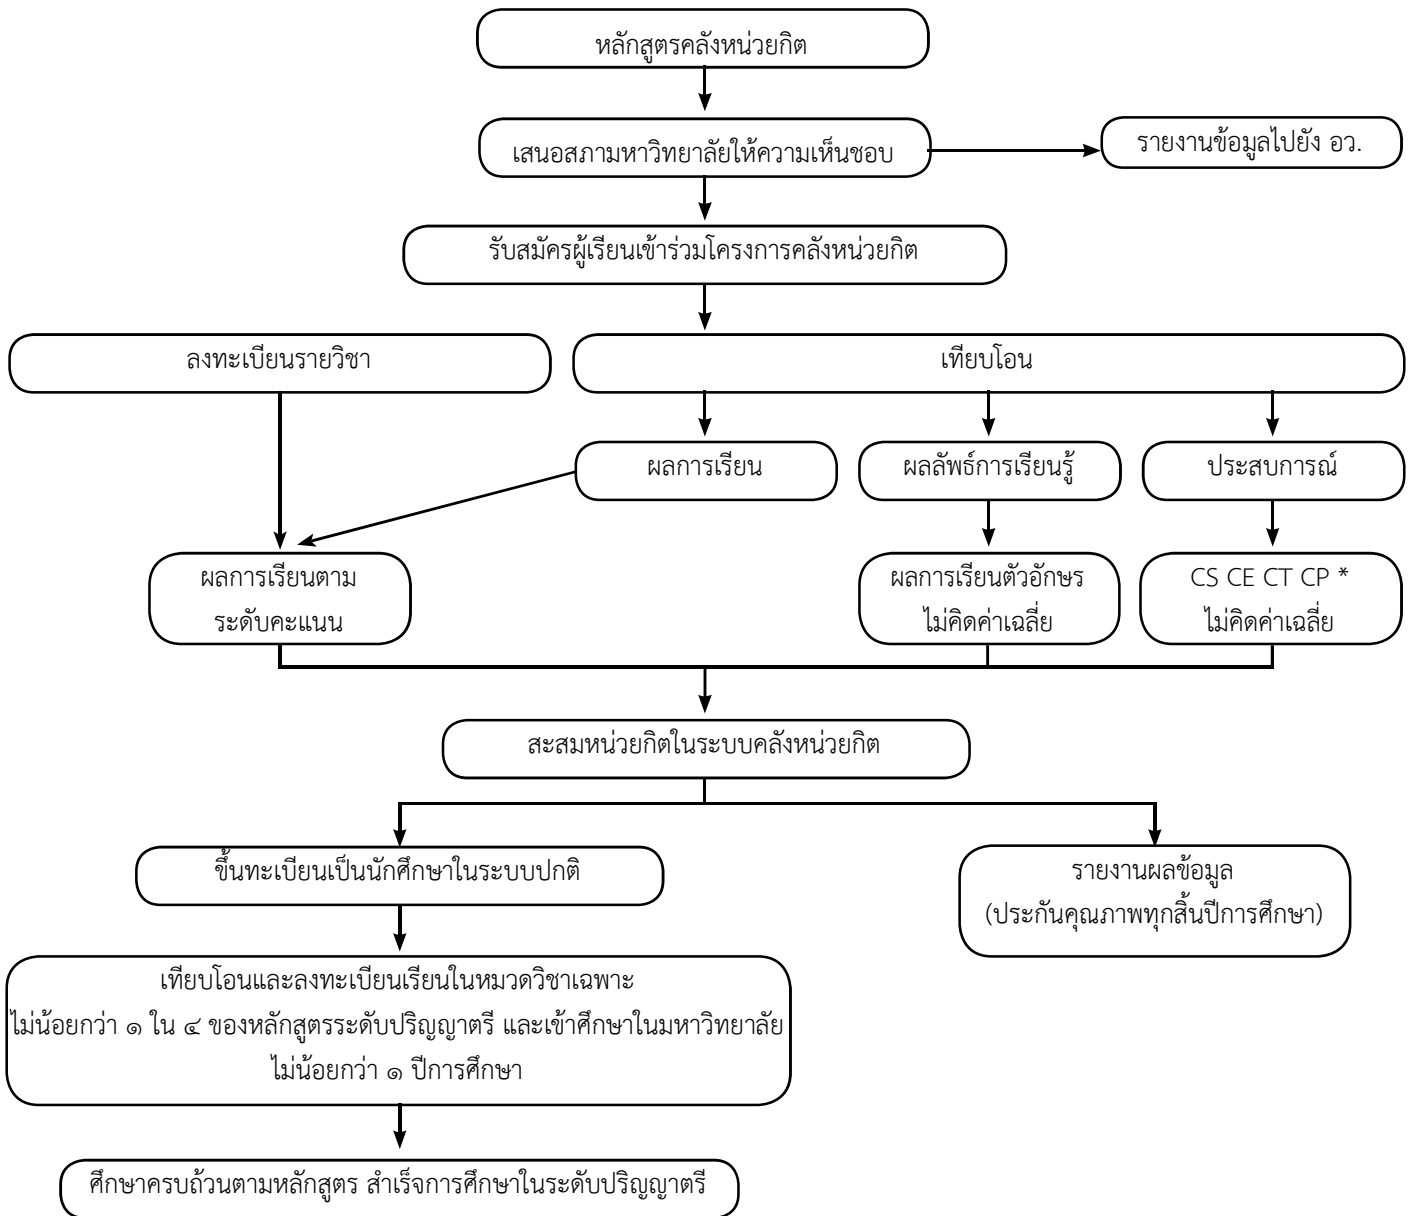 หลักสูตรคลังหน่วยกิต
เสนอสภามหาวิทยาลัยให้ความเห็นชอบ
รายงานข้อมูลไปยัง อว.
รับสมัครผู้เรียนเข้าร่วมโครงการคลังหน่วยกิต
ลงทะเบียนรายวิชา
เทียบโอน
ผลการเรียน
ผลลัพธ์การเรียนรู้
ประสบการณ์
ผลการเรียนตาม
ระดับคะแนน
ผลการเรียนตัวอักษร
ไม่คิดค่าเฉลี่ย
CS CE CT CP *
ไม่คิดค่าเฉลี่ย
สะสมหน่วยกิตในระบบคลังหน่วยกิต
ขึ้นทะเบียนเป็นนักศึกษาในระบบปกติ
รายงานผลข้อมูล
(ประกันคุณภาพทุกสิ้นปีการศึกษา)
เทียบโอนและลงทะเบียนเรียนในหมวดวิชาเฉพาะ
ไม่น้อยกว่า ๑ ใน ๔ ของหลักสูตรระดับปริญญาตรี และเข้าศึกษาในมหาวิทยาลัย
ไม่น้อยกว่า ๑ ปีการศึกษา
ศึกษาครบถ้วนตามหลักสูตร สำเร็จการศึกษาในระดับปริญญาตรี